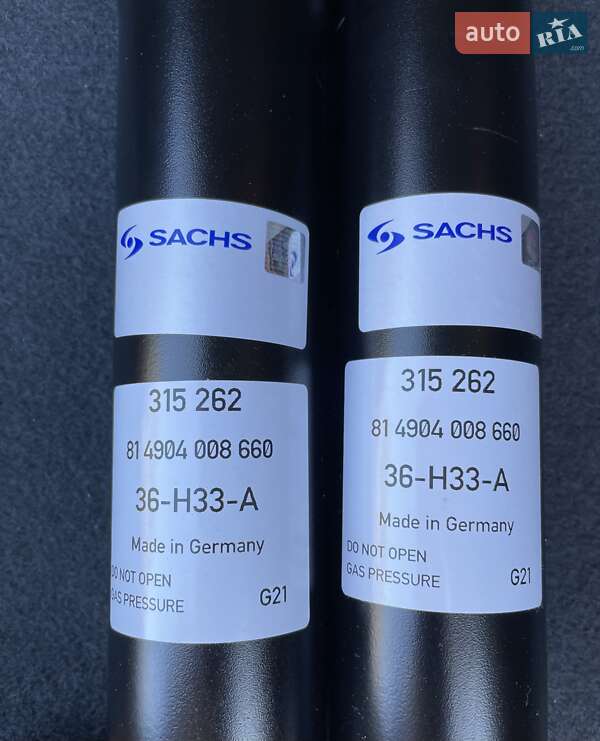 auto
RIA
.com
SACHS
315 262
81 4904 008 660
36-H33-A
Made in Germany
DO NOT OPEN
GAS PRESSURE
G21
SACHS
315 262
81 4904 008 660
36-H33-A
Made in Germany
DO NOT OPEN
GAS PRESSURE
G21